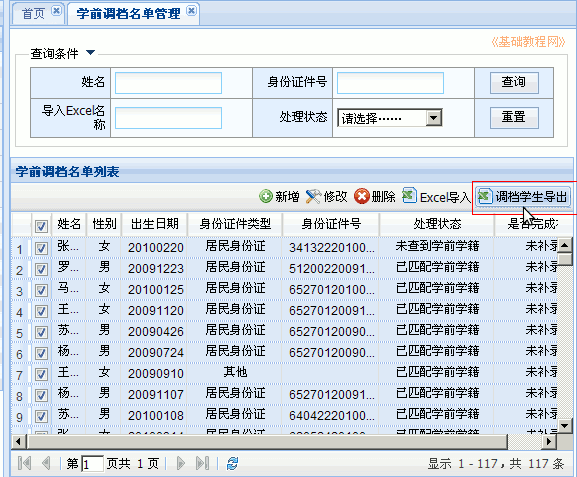 首页 学前调档名单管理
《基础教程网》
查询条件
姓名 身份证件号 查询
导入Excel名称 处理状态 请选择…… 重置
学前调档名单列表
新增 修改 删除 Excel导入 调档学生导出
姓名 性别 出生日期 身份证件类型 身份证件号 处理状态 是否完成
1 张... 女 20100220 居民身份证 34132220100... 未查到学前学籍 未补录
2 罗... 男 20091223 居民身份证 51200220091... 已匹配学前学籍 未补录
3 马... 女 20100125 居民身份证 65270120100... 已匹配学前学籍 未补录
4 王... 女 20091120 居民身份证 65270120091... 已匹配学前学籍 未补录
5 苏... 男 20090426 居民身份证 65270120090... 已匹配学前学籍 未补录
6 杨... 男 20090724 居民身份证 65270120090... 已匹配学前学籍 未补录
7 王... 女 20090910 其他 已匹配学前学籍 未补录
8 杨... 男 20091107 居民身份证 65270120091... 已匹配学前学籍 未补录
9 苏... 男 20100108 居民身份证 64042220100... 已匹配学前学籍 未补录
第 1 页共 1 页 显示 1 - 117，共 117 条